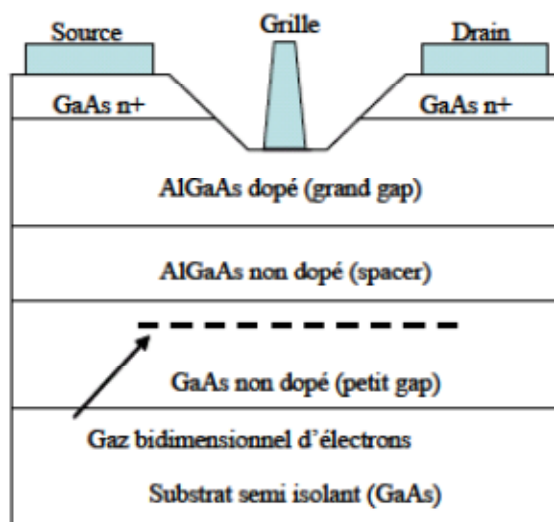 Source
Grille
Drain
GaAs n+
GaAs n+
AlGaAs dopé (grand gap)
AlGaAs non dopé (spacer)
GaAs non dopé (petit gap)
Gaz bidimensionnel d'électrons
Substrat semi isolant (GaAs)